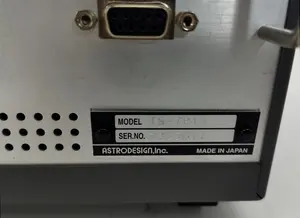 MODEL
SER.NO.
ASTRODESIGN,Inc. MADE IN JAPAN